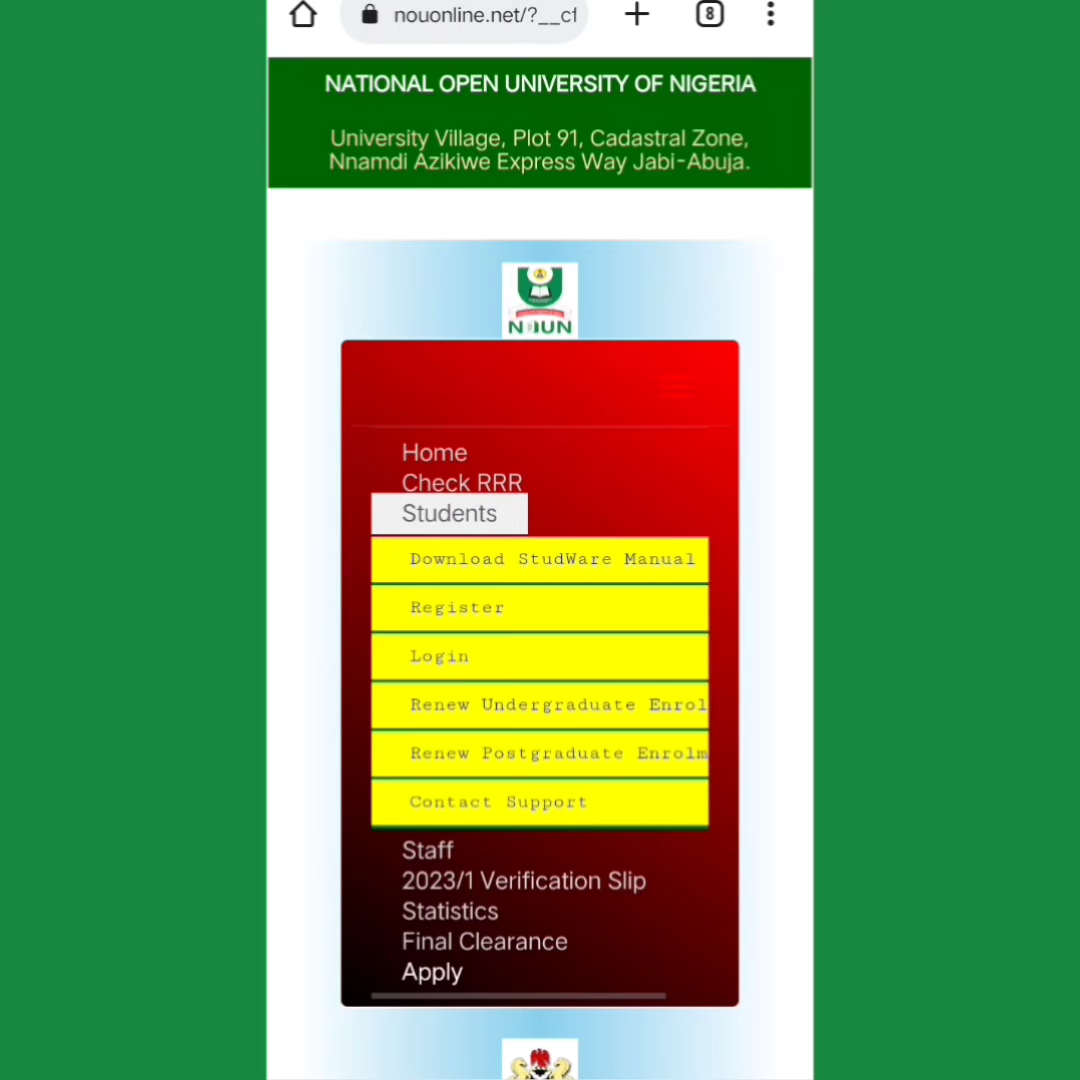 nouonline.net/?__cf
8
NATIONAL OPEN UNIVERSITY OF NIGERIA
University Village, Plot 91, Cadastral Zone,
Nnamdi Azikiwe Express Way Jabi-Abuja.
NOUN
Home
Check RRR
Students
Download StudWare Manual
Register
Login
Renew Undergraduate Enrol
Renew Postgraduate Enrolm
Contact Support
Staff
2023/1 Verification Slip
Statistics
Final Clearance
Apply